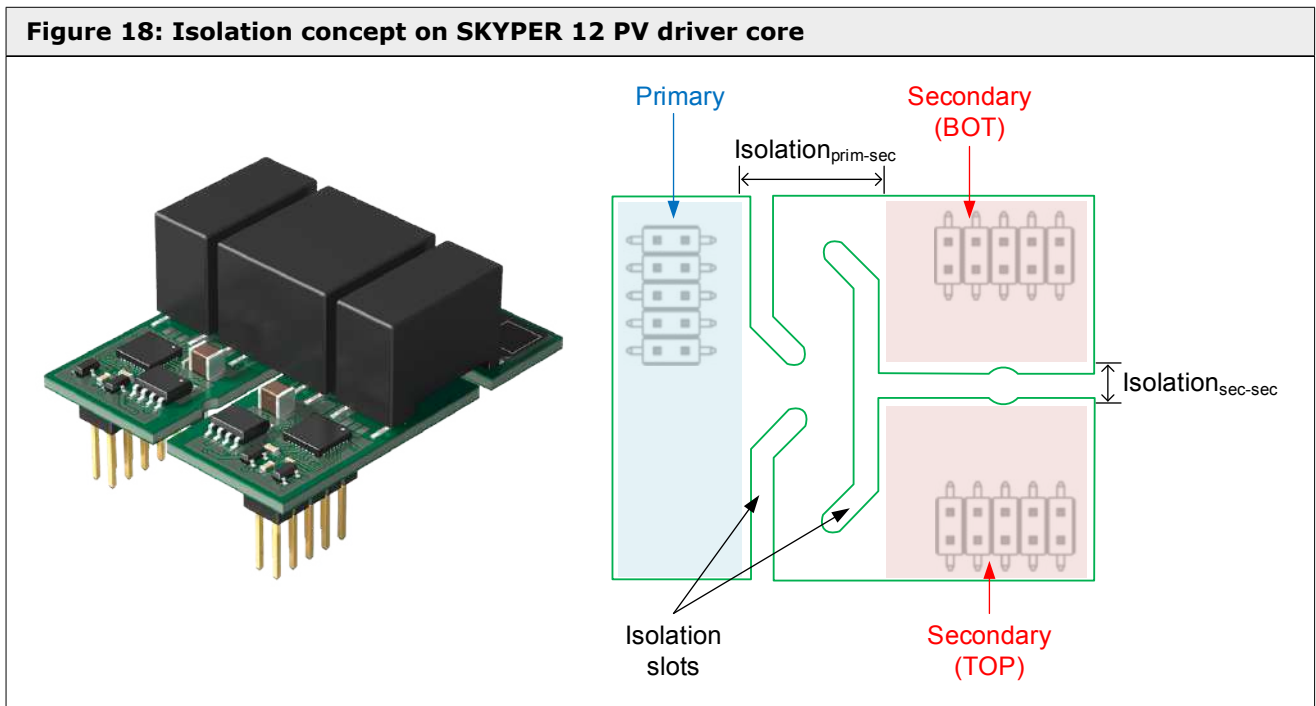 Figure 18: Isolation concept on SKYPER 12 PV driver core
Primary
Secondary
(BOT)
Isolationprim-sec
Isolationsec-sec
Isolation
slots
Secondary
(TOP)